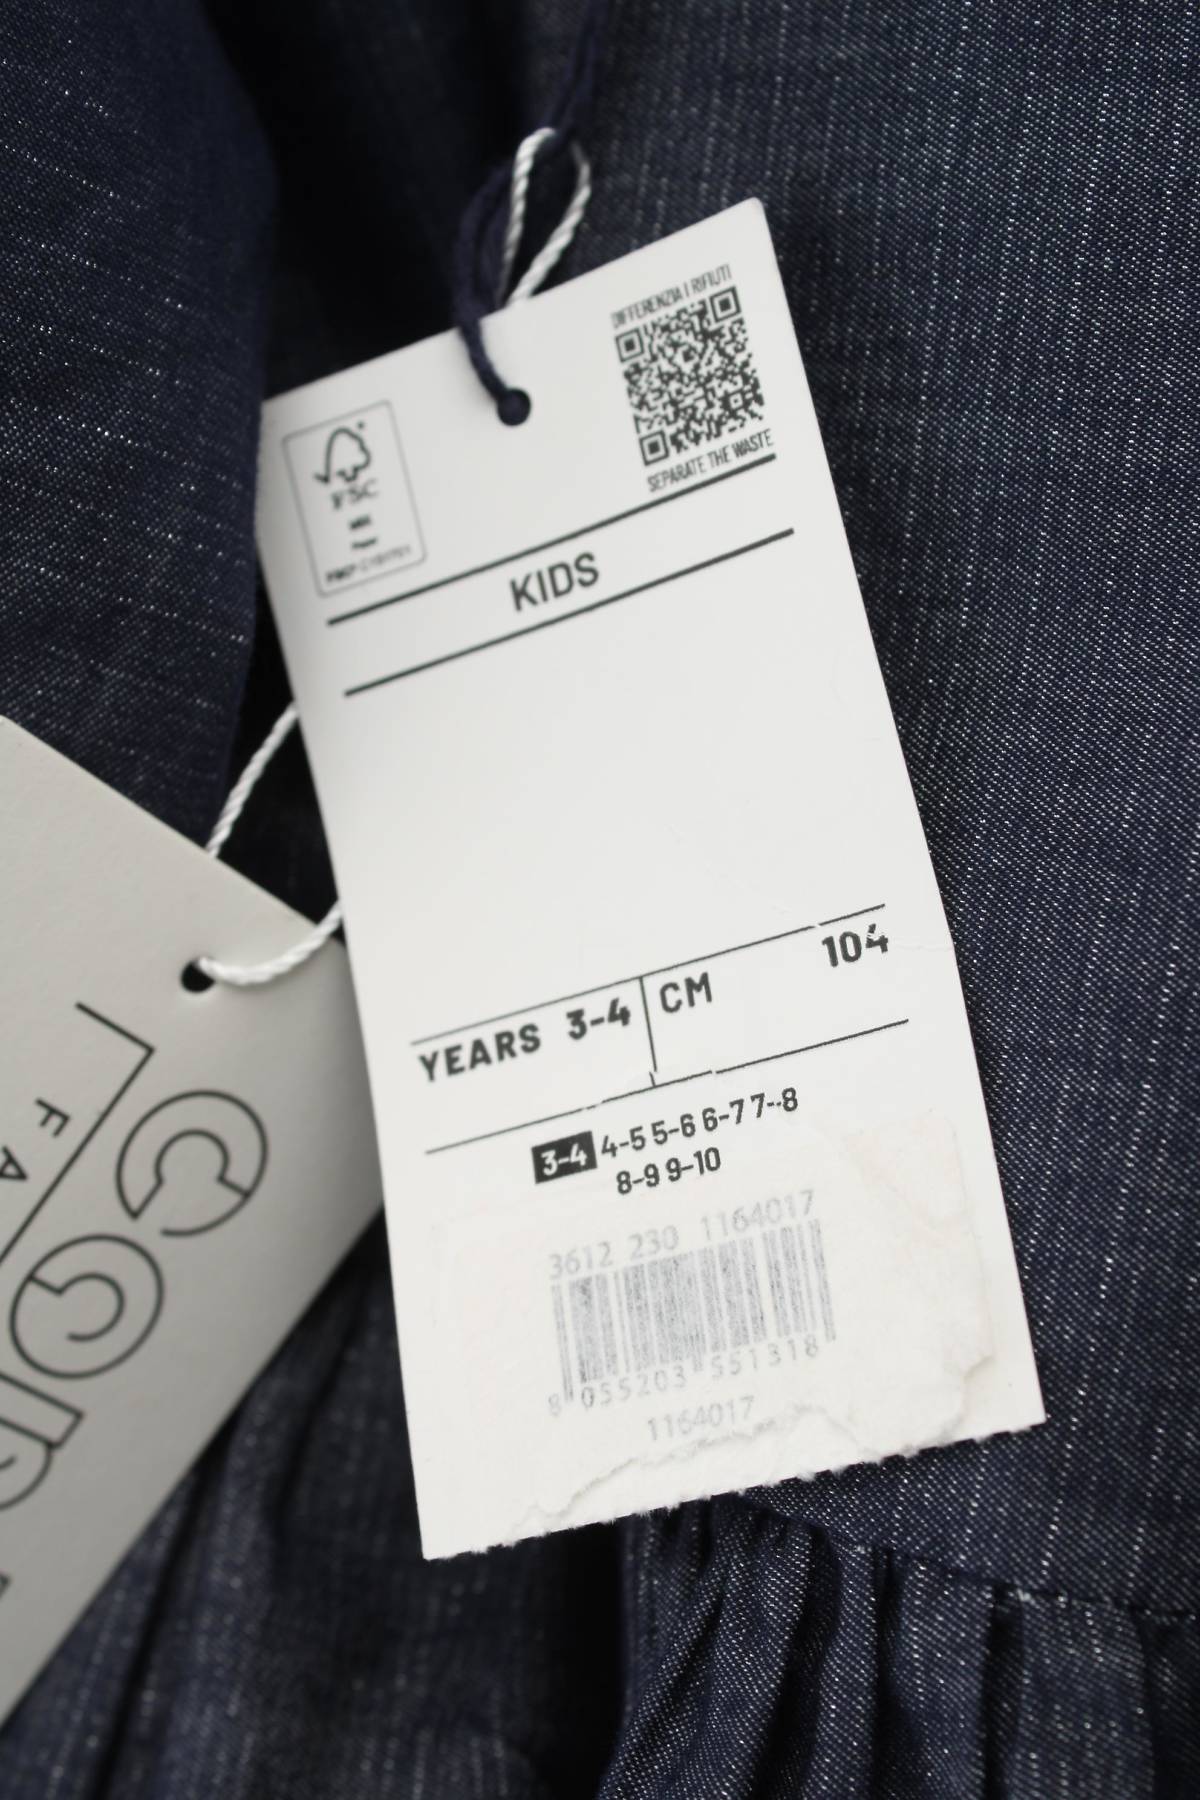 DIFFERENZIA I RIFIUTI
SEPARATE THE WASTE
FSC
KIDS
YEARS 3-4
CM 104
3-4 4-5 5-6 6-7 7-8
8-9 9-10
3612 230 1164017
8 055203 551318
1164017
FA